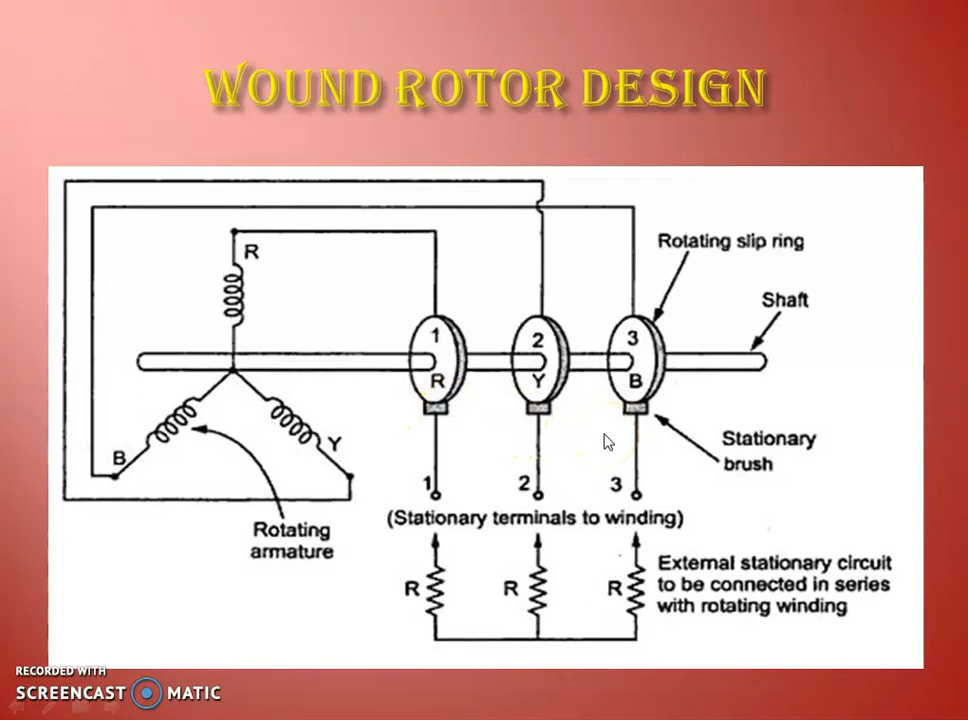 WOUND ROTOR DESIGN
R
Rotating slip ring
Shaft
1
2
3
R
Y
B
B
Y
Stationary
brush
Rotating
armature
1
2
3
(Stationary terminals to winding)
R
R
R
External stationary circuit
to be connected in series
with rotating winding
RECORDED WITH
SCREENCAST MATIC